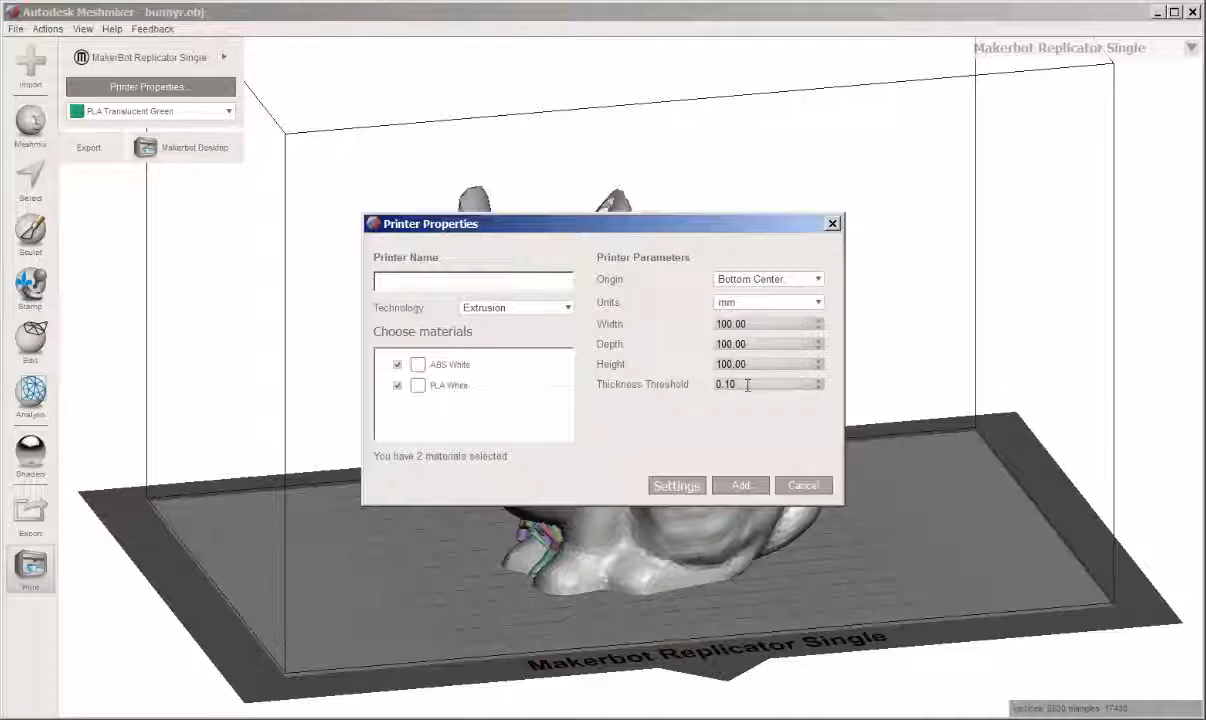 Autodesk Meshmixer - bunnyr.obj
File Actions View Help Feedback
MakerBot Replicator Single
Printer Properties...
PLA Translucent Green
Export
Makerbot Desktop
Import
Meshmix
Select
Sculpt
Stamp
Edit
Analysis
Shaders
Export
Print
Makerbot Replicator Single
Printer Properties
Printer Name
Technology Extrusion
Choose materials
ABS White
PLA White
You have 2 materials selected
Printer Parameters
Origin Bottom Center
Units mm
Width 100.00
Depth 100.00
Height 100.00
Thickness Threshold 0.10
Settings Add... Cancel
Makerbot Replicator Single
vertices: triangles: